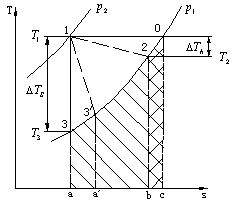 T
p₂
p₁
T₁
1
0
ΔTₕ
2
T₂
ΔTₛ
3'
T₃
3
a
a'
b
c
s